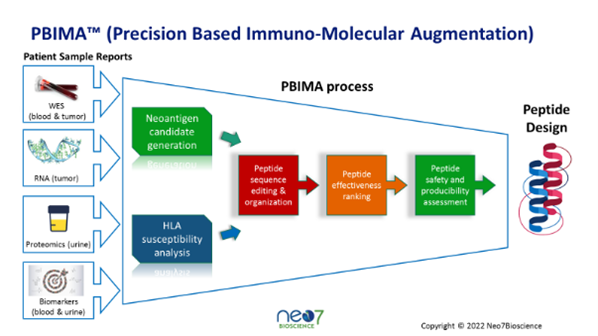 PBIMA™ (Precision Based Immuno-Molecular Augmentation)
Patient Sample Reports
WES
(blood & tumor)
RNA (tumor)
Proteomics (urine)
Biomarkers
(blood & urine)
PBIMA process
Neoantigen
candidate
generation
HLA
susceptibility
analysis
Peptide
sequence
editing &
organization
Peptide
effectiveness
ranking
Peptide
safety and
producibility
assessment
Peptide
Design
neo7
BIOSCIENCE
Copyright © 2022 Neo7Bioscience